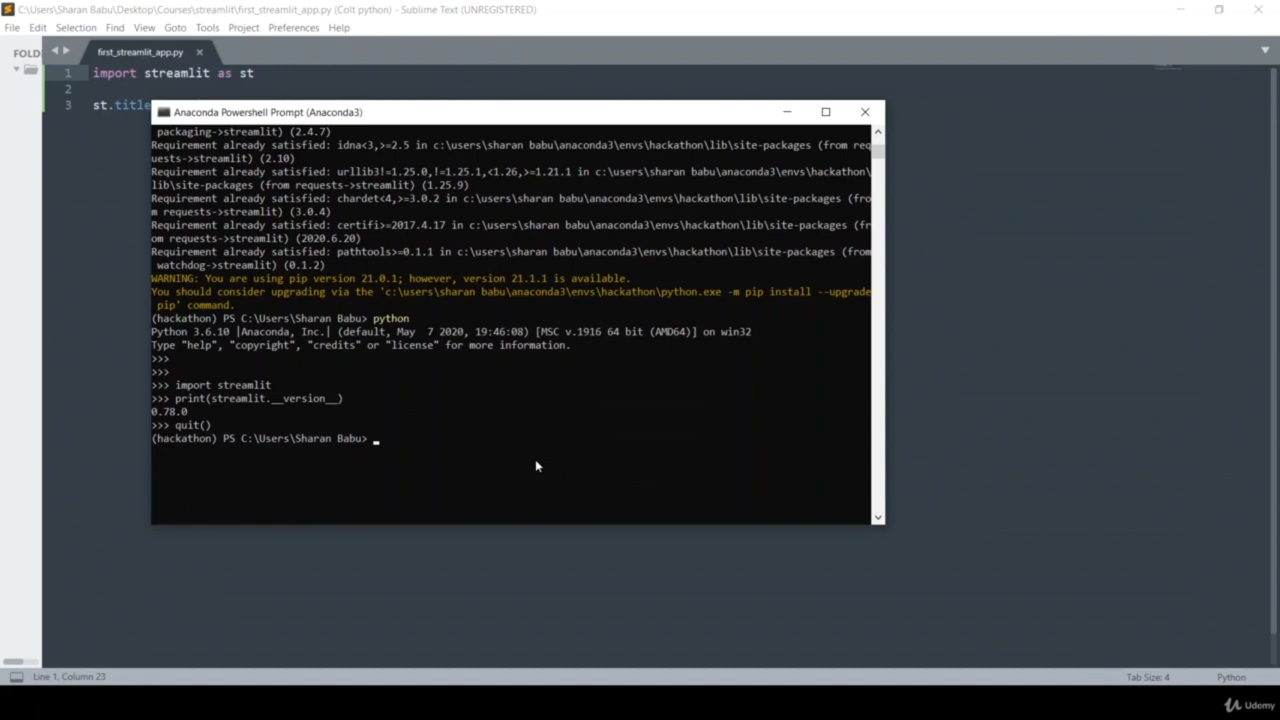 C:\Users\Sharan Babu\Desktop\Courses\streamlit\first_streamlit_app.py (Colt python) - Sublime Text (UNREGISTERED)
File Edit Selection Find View Goto Tools Project Preferences Help
FOLD
first_streamlit_app.py
1 import streamlit as st
2
3 st.title
Anaconda Powershell Prompt (Anaconda3)
packaging->streamlit) (2.4.7)
Requirement already satisfied: idna<3,>=2.5 in c:\users\sharan babu\anaconda3\envs\hackathon\lib\site-packages (from req
uests->streamlit) (2.10)
Requirement already satisfied: urllib3!=1.25.0,!=1.25.1,<1.26,>=1.21.1 in c:\users\sharan babu\anaconda3\envs\hackathon\
lib\site-packages (from requests->streamlit) (1.25.9)
Requirement already satisfied: chardet<4,>=3.0.2 in c:\users\sharan babu\anaconda3\envs\hackathon\lib\site-packages (fro
m requests->streamlit) (3.0.4)
Requirement already satisfied: certifi>=2017.4.17 in c:\users\sharan babu\anaconda3\envs\hackathon\lib\site-packages (fr
om requests->streamlit) (2020.6.20)
Requirement already satisfied: pathtools>=0.1.1 in c:\users\sharan babu\anaconda3\envs\hackathon\lib\site-packages (from
watchdog->streamlit) (0.1.2)
WARNING: You are using pip version 21.0.1; however, version 21.1.1 is available.
You should consider upgrading via the 'c:\users\sharan babu\anaconda3\envs\hackathon\python.exe -m pip install --upgrade
pip' command.
(hackathon) PS C:\Users\Sharan Babu> python
Python 3.6.10 |Anaconda, Inc.| (default, May  7 2020, 19:46:08) [MSC v.1916 64 bit (AMD64)] on win32
Type "help", "copyright", "credits" or "license" for more information.
>>>
>>>
>>> import streamlit
>>> print(streamlit.__version__)
0.78.0
>>> quit()
(hackathon) PS C:\Users\Sharan Babu>
Line 1, Column 23
Tab Size: 4
Python
Udemy